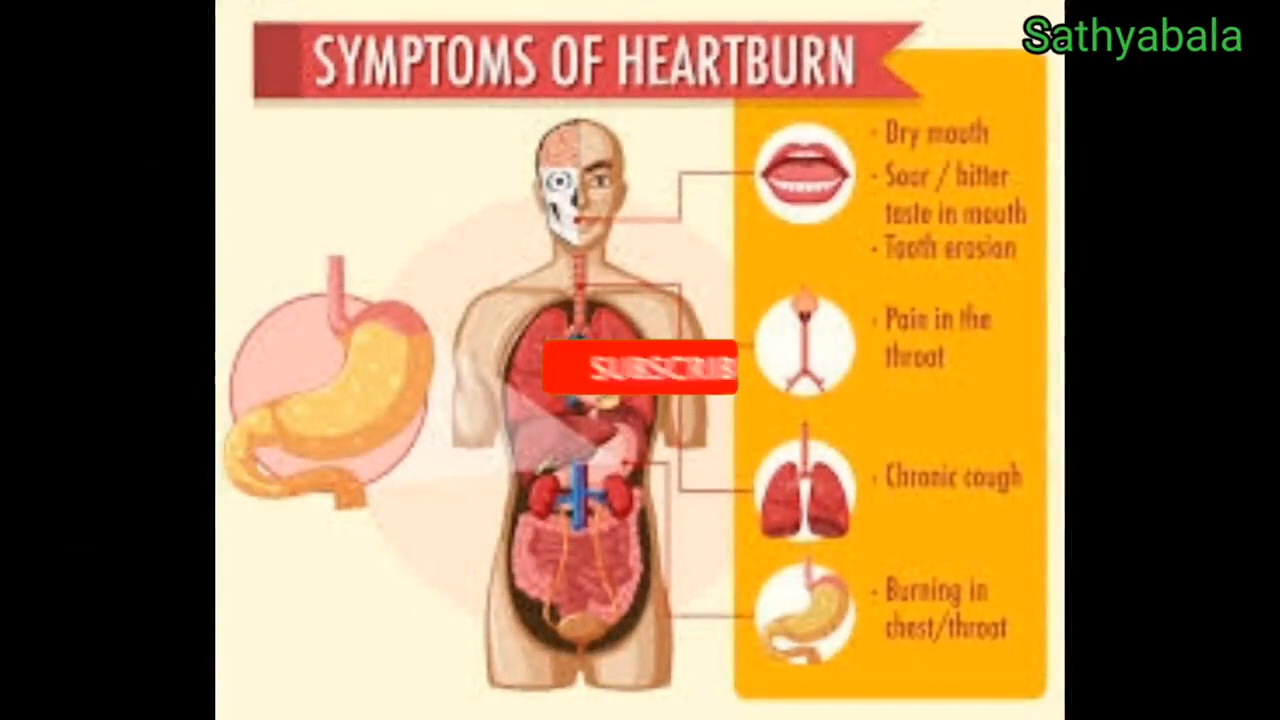 Sathyabala
SYMPTOMS OF HEARTBURN
· Dry mouth
· Sour / bitter
taste in mouth
· Tooth erosion
· Pain in the
throat
SUBSCRIB
· Chronic cough
· Burning in
chest/throat